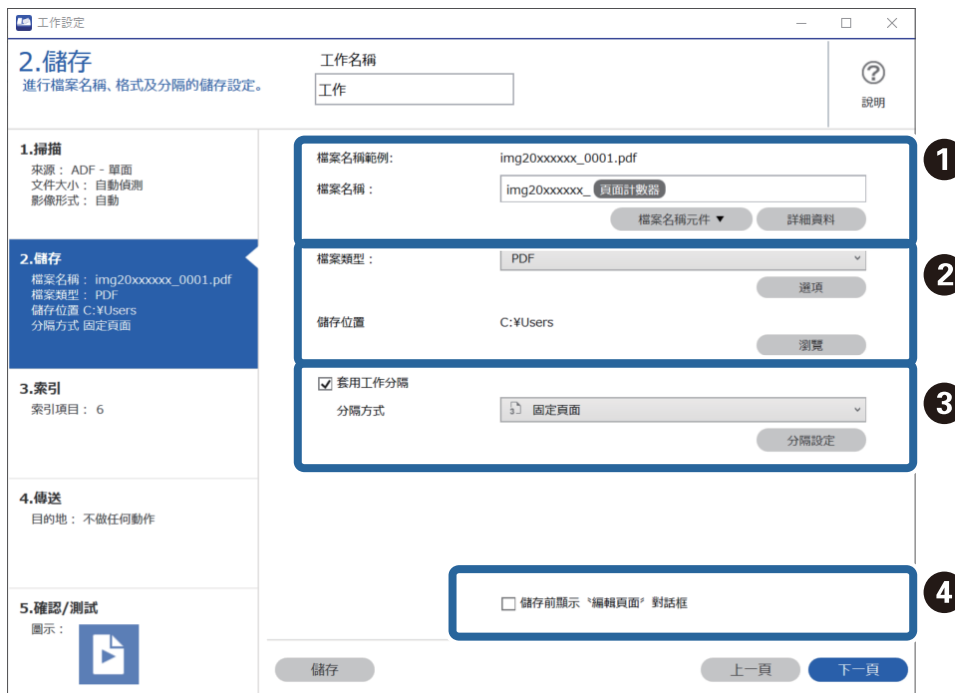 工作設定
2.儲存
進行檔案名稱、格式及分隔的儲存設定。
工作名稱
工作
說明
1.掃描
來源： ADF - 單面
文件大小： 自動偵測
影像形式： 自動
2.儲存
檔案名稱： img20xxxxxx_0001.pdf
檔案類型： PDF
儲存位置 C:¥Users
分隔方式 固定頁面
3.索引
索引項目： 6
4.傳送
目的地： 不做任何動作
5.確認/測試
圖示：
檔案名稱範例: img20xxxxxx_0001.pdf
檔案名稱： img20xxxxxx_ 頁面計數器
檔案名稱元件 ▼ 詳細資料
1
檔案類型： PDF
選項
儲存位置 C:¥Users
瀏覽
2
套用工作分隔
分隔方式 3 固定頁面
分隔設定
3
儲存前顯示〝編輯頁面〞對話框
4
儲存 上一頁 下一頁